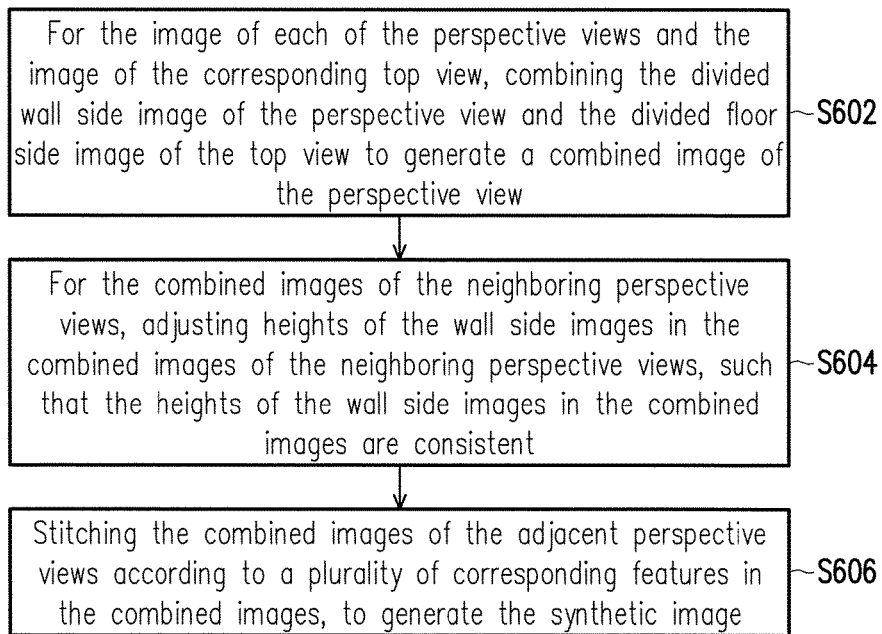 For the image of each of the perspective views and the
image of the corresponding top view, combining the divided
wall side image of the perspective view and the divided floor
side image of the top view to generate a combined image of
the perspective view
S602
For the combined images of the neighboring perspective
views, adjusting heights of the wall side images in the
combined images of the neighboring perspective views, such
that the heights of the wall side images in the combined
images are consistent
S604
Stitching the combined images of the adjacent perspective
views according to a plurality of corresponding features in
the combined images, to generate the synthetic image
S606